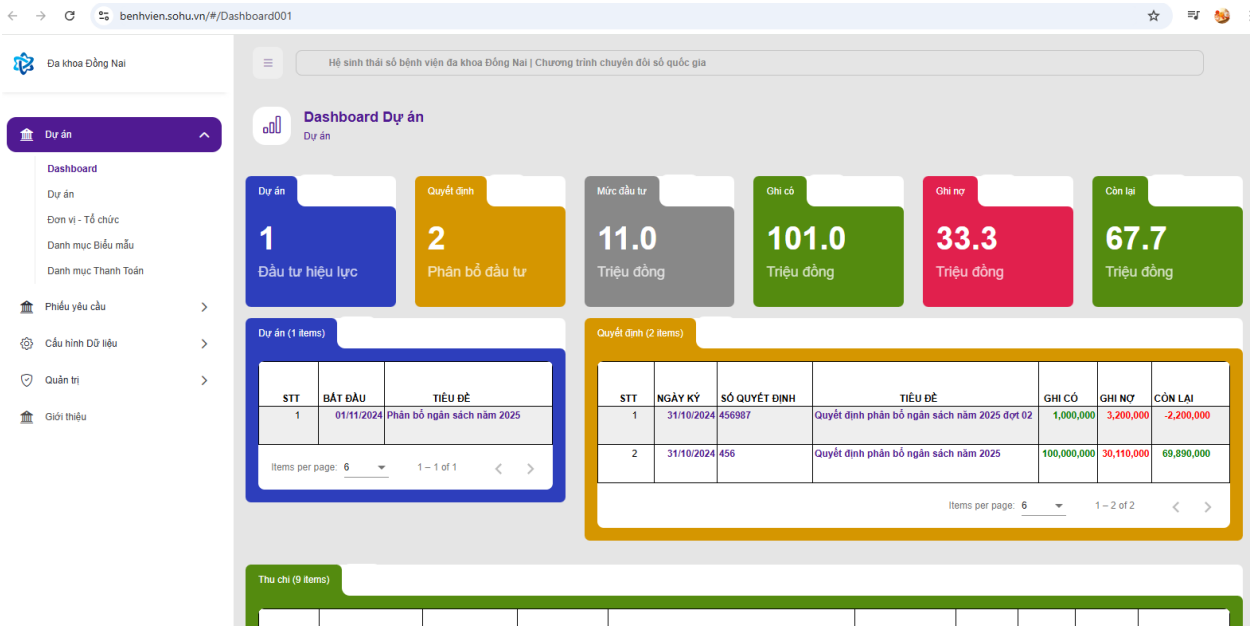 benhvien.sohu.vn/#/Dashboard001
Đa khoa Đồng Nai
Hệ sinh thái số bệnh viện đa khoa Đồng Nai | Chương trình chuyển đổi số quốc gia
Dự án
Dashboard
Dự án
Đơn vị - Tổ chức
Danh mục Biểu mẫu
Danh mục Thanh Toán
Phiếu yêu cầu
Cấu hình Dữ liệu
Quản trị
Giới thiệu
Dashboard Dự án
Dự án
Dự án
1
Đầu tư hiệu lực
Quyết định
2
Phân bổ đầu tư
Mức đầu tư
11.0
Triệu đồng
Ghi có
101.0
Triệu đồng
Ghi nợ
33.3
Triệu đồng
Còn lại
67.7
Triệu đồng
Dự án (1 items)
STT BẮT ĐẦU TIÊU ĐỀ
1 01/11/2024 Phân bổ ngân sách năm 2025
Items per page: 6 1 – 1 of 1
Quyết định (2 items)
STT NGÀY KÝ SỐ QUYẾT ĐỊNH TIÊU ĐỀ GHI CÓ GHI NỢ CÒN LẠI
1 31/10/2024 456987 Quyết định phân bổ ngân sách năm 2025 đợt 02 1,000,000 3,200,000 -2,200,000
2 31/10/2024 456 Quyết định phân bổ ngân sách năm 2025 100,000,000 30,110,000 69,890,000
Items per page: 6 1 – 2 of 2
Thu chi (9 items)